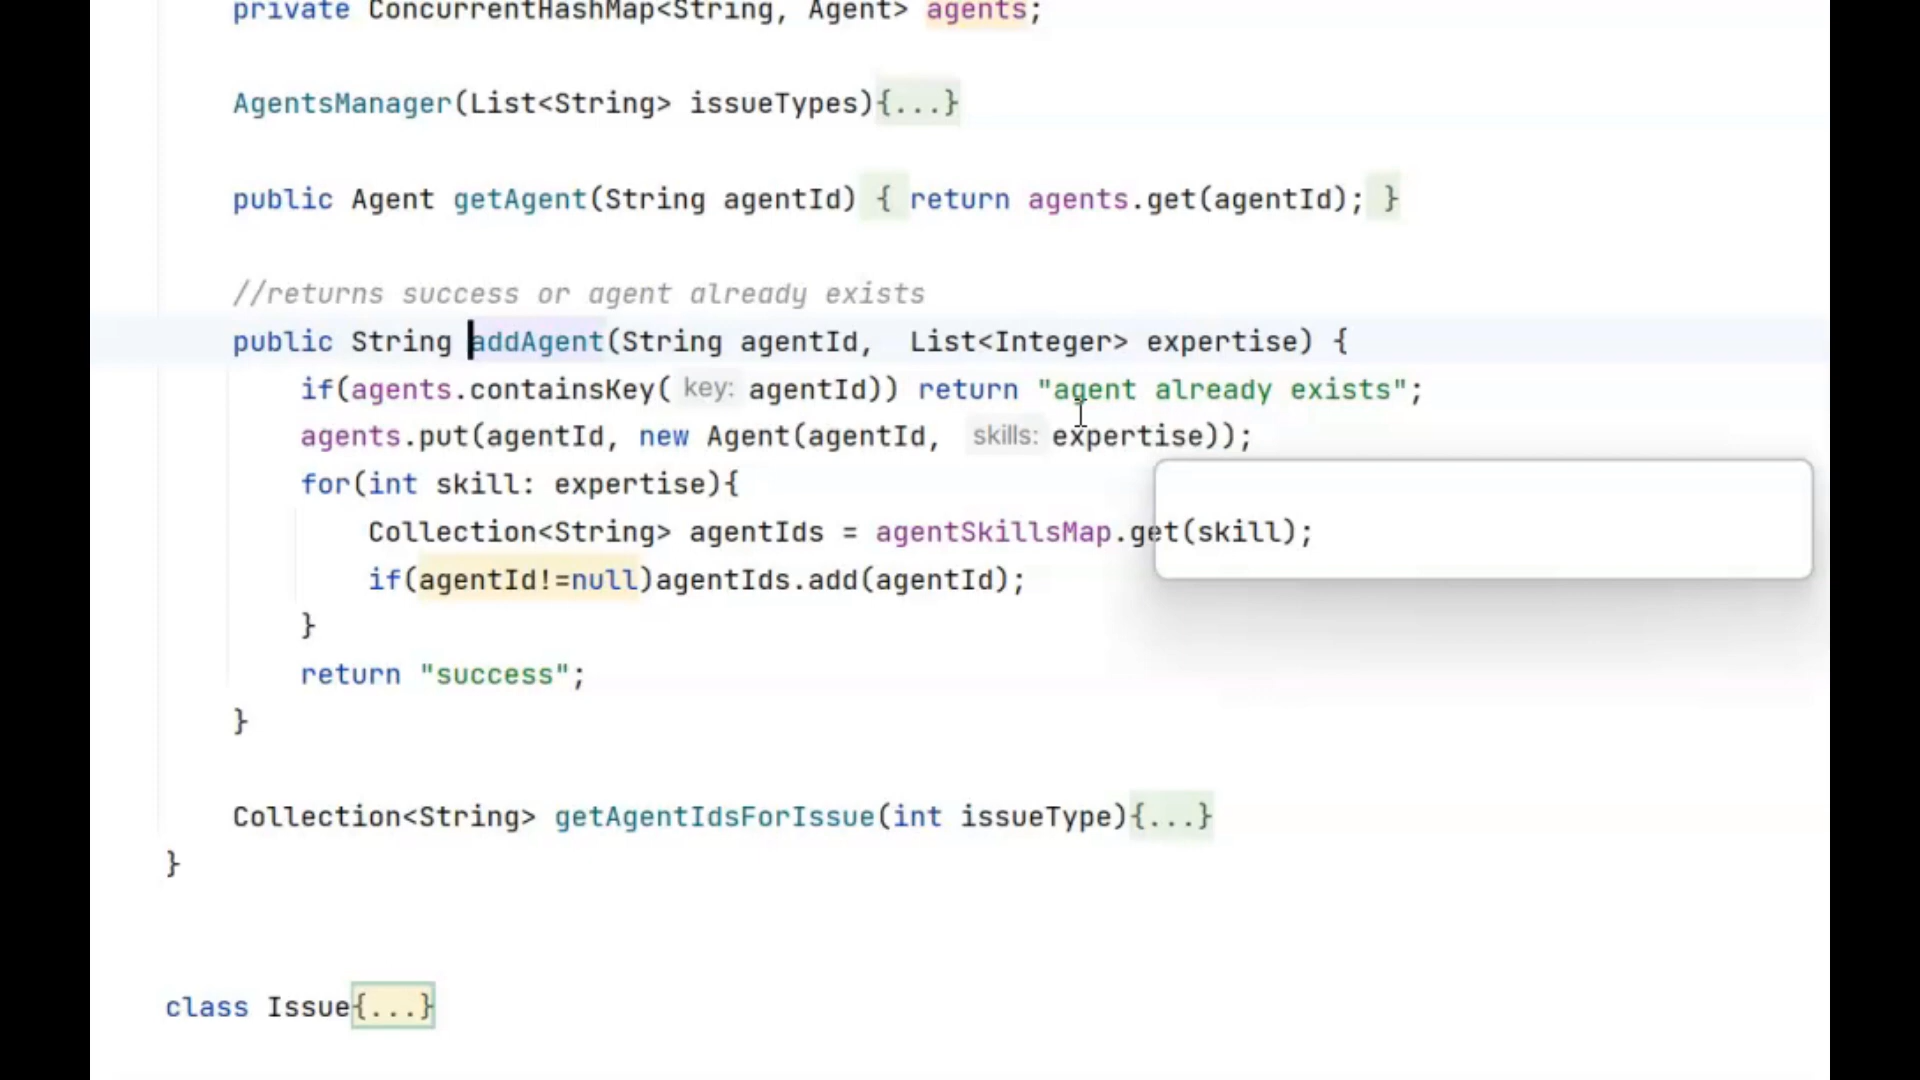 private ConcurrentHashMap<String, Agent> agents;
AgentsManager(List<String> issueTypes){...}
public Agent getAgent(String agentId) { return agents.get(agentId); }
//returns success or agent already exists
public String addAgent(String agentId,  List<Integer> expertise) {
if(agents.containsKey( key: agentId)) return "agent already exists";
agents.put(agentId, new Agent(agentId, skills: expertise));
for(int skill: expertise){
Collection<String> agentIds = agentSkillsMap.get(skill);
if(agentId!=null)agentIds.add(agentId);
}
return "success";
}
Collection<String> getAgentIdsForIssue(int issueType){...}
}
class Issue{...}